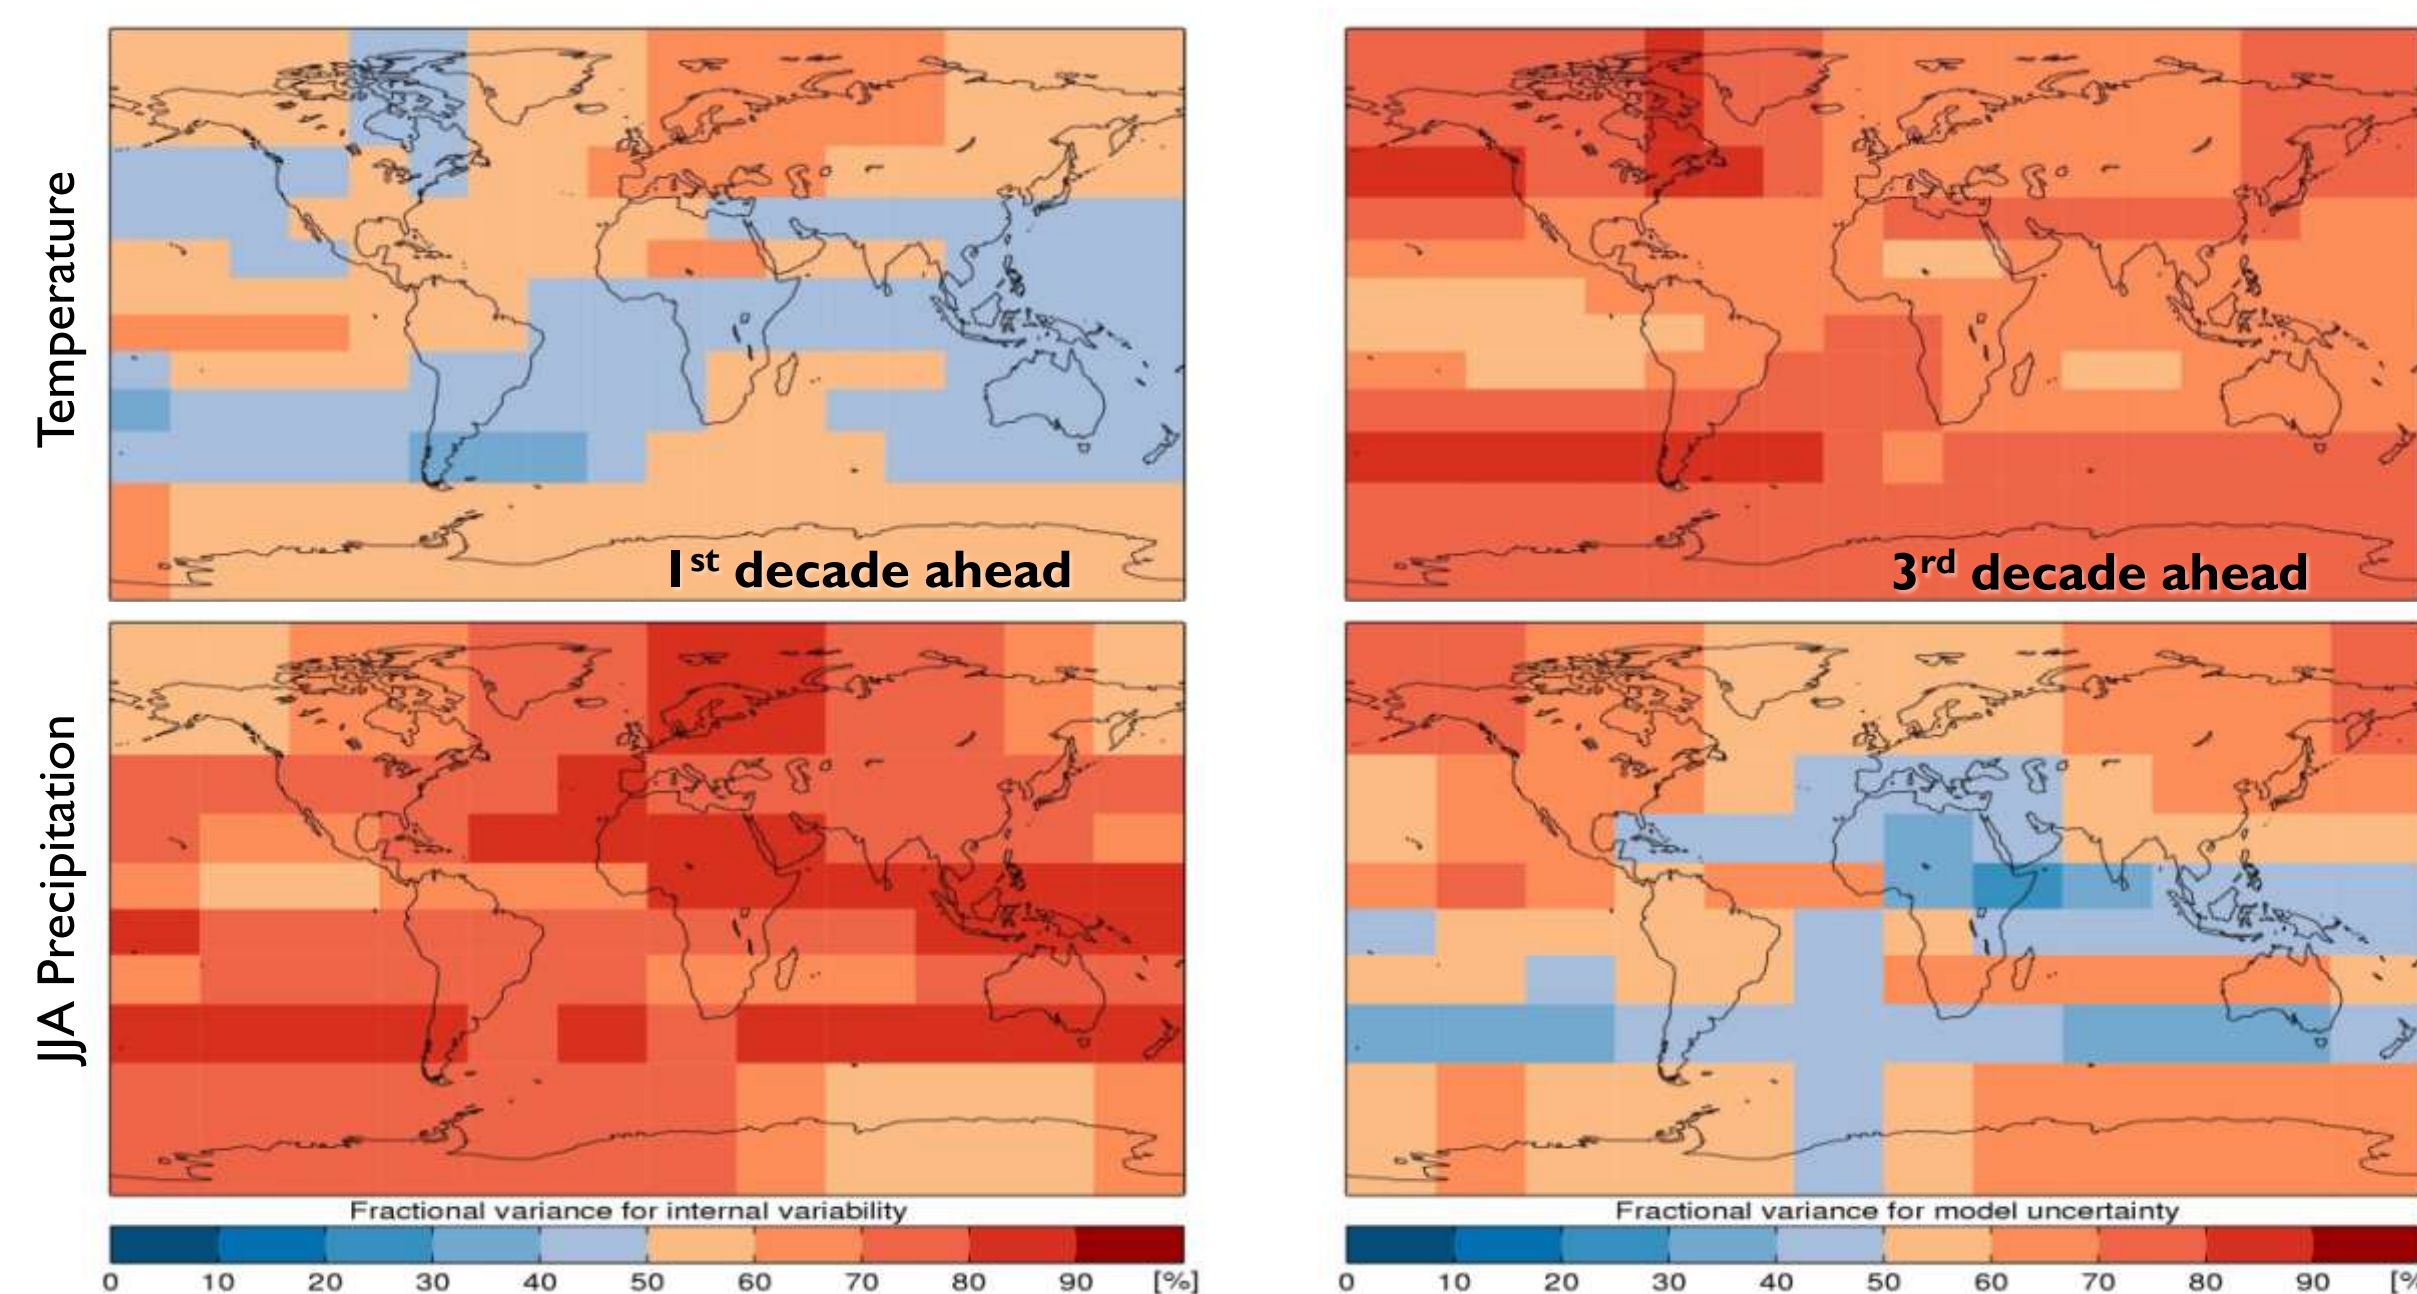 Temperature
1st decade ahead
3rd decade ahead
JJA Precipitation
Fractional variance for internal variability
0 10 20 30 40 50 60 70 80 90 [%]
Fractional variance for model uncertainty
0 10 20 30 40 50 60 70 80 90 [%